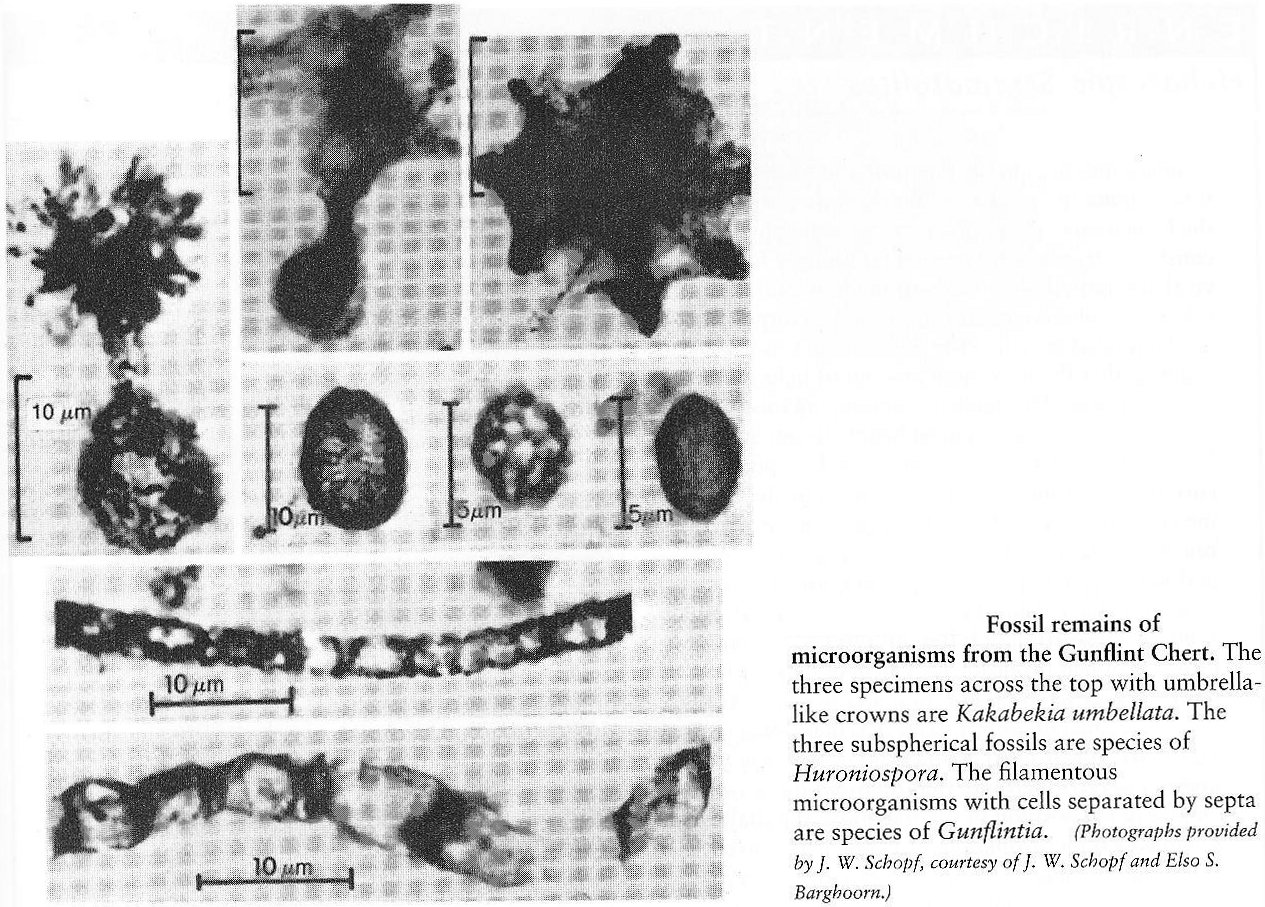 10 µm
10µm
5µm
5µm
10 µm
10 µm
Fossil remains of
microorganisms from the Gunflint Chert. The
three specimens across the top with umbrella-
like crowns are Kakabekia umbellata. The
three subspherical fossils are species of
Huroniospora. The filamentous
microorganisms with cells separated by septa
are species of Gunflintia. (Photographs provided
by J. W. Schopf, courtesy of J. W. Schopf and Elso S.
Barghoorn.)